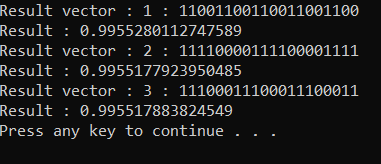 Result vector : 1 : 11001100110011001100
Result : 0.9955280112747589
Result vector : 2 : 11110000111100001111
Result : 0.9955177923950485
Result vector : 3 : 11100011100011100011
Result : 0.995517883824549
Press any key to continue . . .